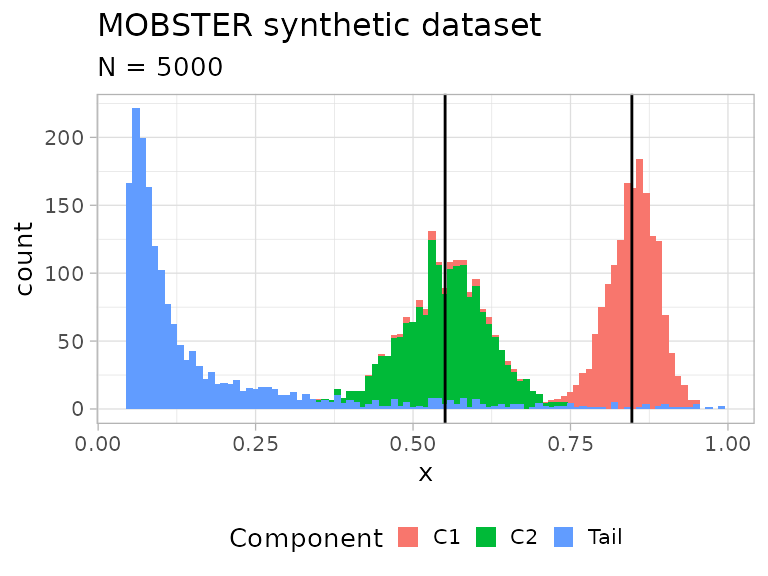 MOBSTER synthetic dataset
N = 5000
200
150
100
50
0
count
0.00 0.25 0.50 0.75 1.00
x
Component C1 C2 Tail